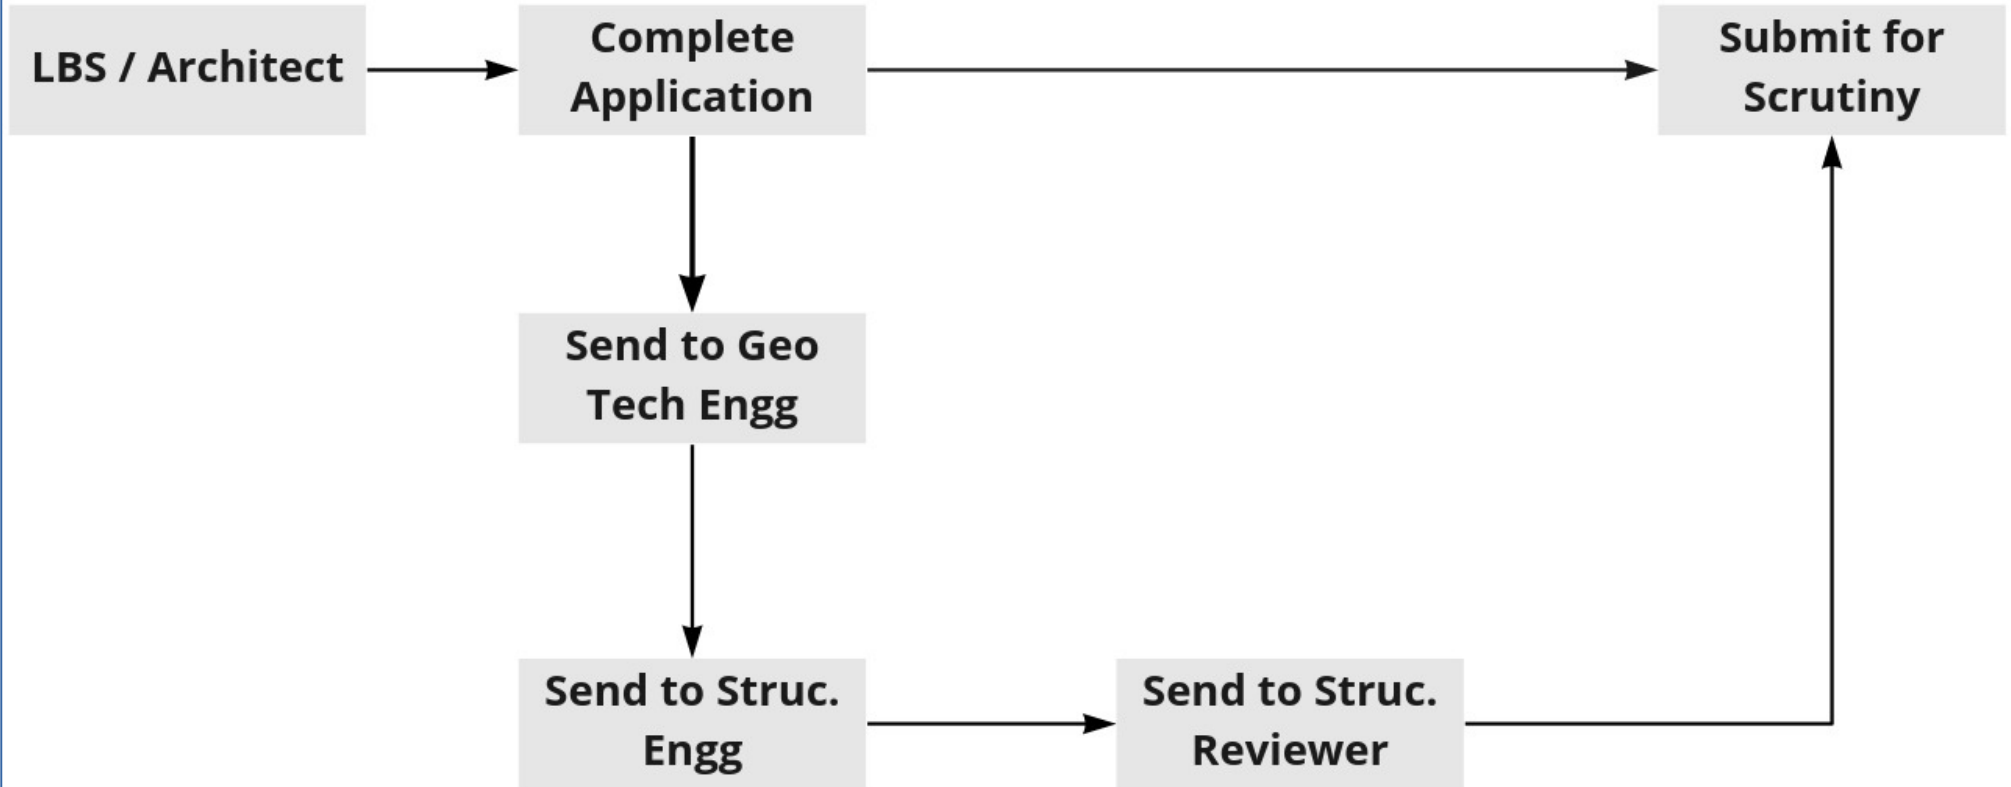 LBS / Architect
Complete
Application
Submit for
Scrutiny
Send to Geo
Tech Engg
Send to Struc.
Engg
Send to Struc.
Reviewer